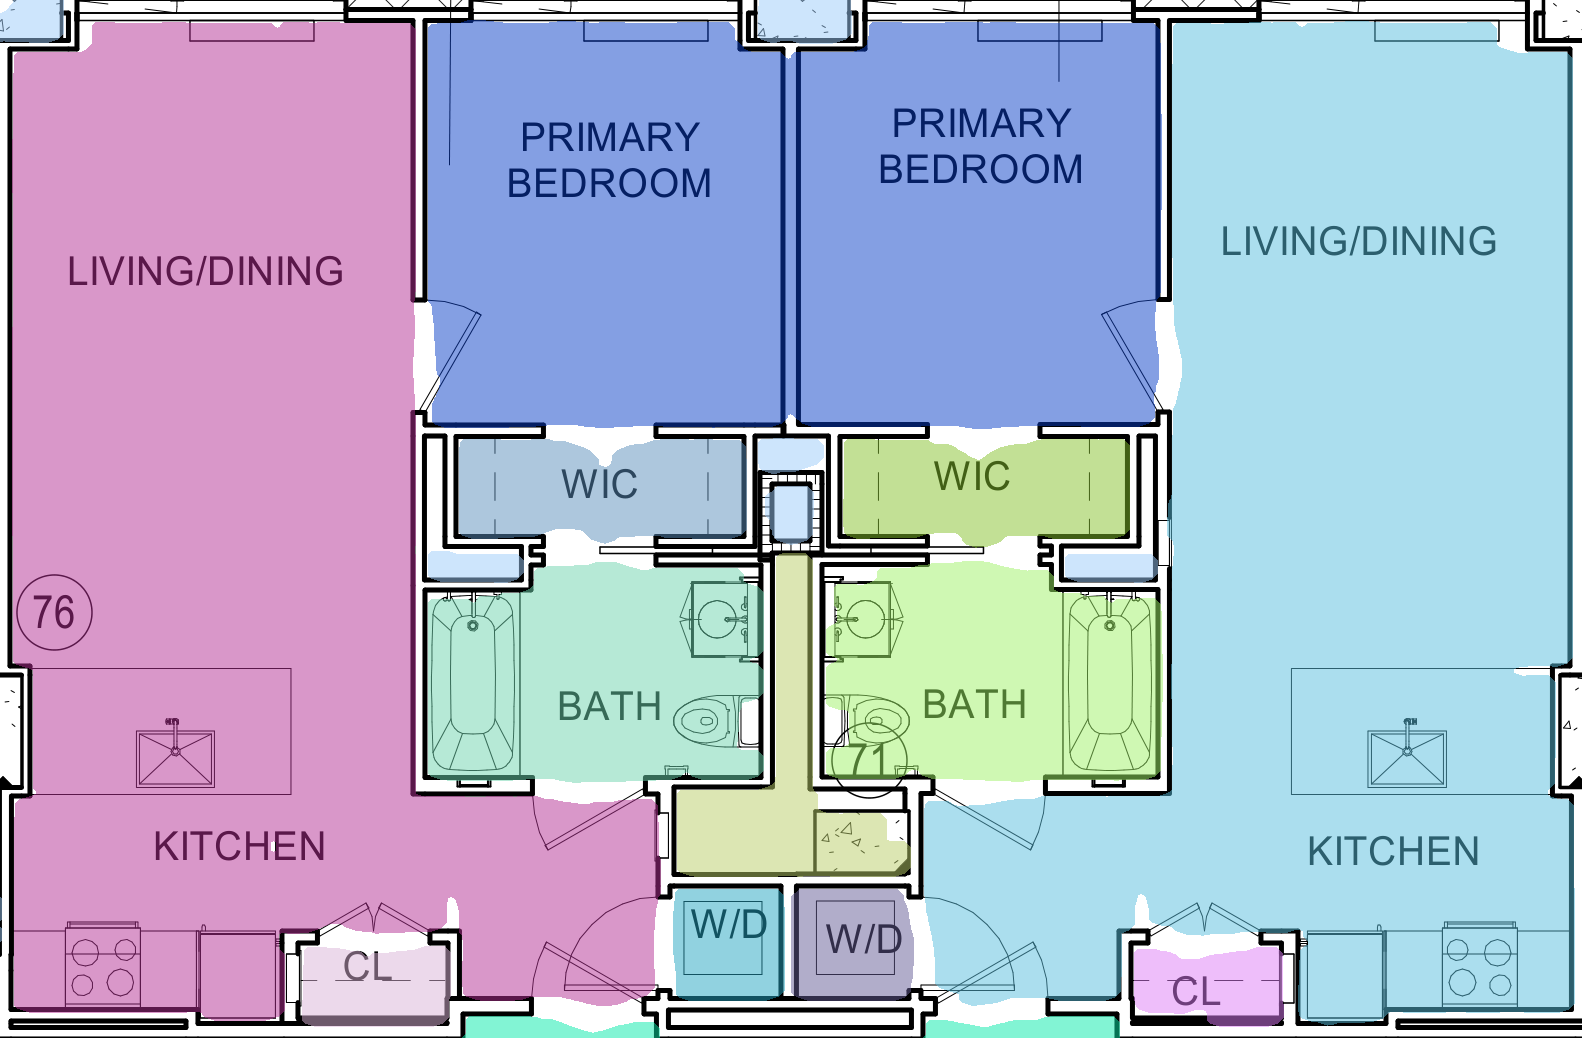 PRIMARY
BEDROOM
PRIMARY
BEDROOM
LIVING/DINING
LIVING/DINING
WIC
WIC
76
BATH
BATH
71
KITCHEN
KITCHEN
W/D
W/D
CL
CL